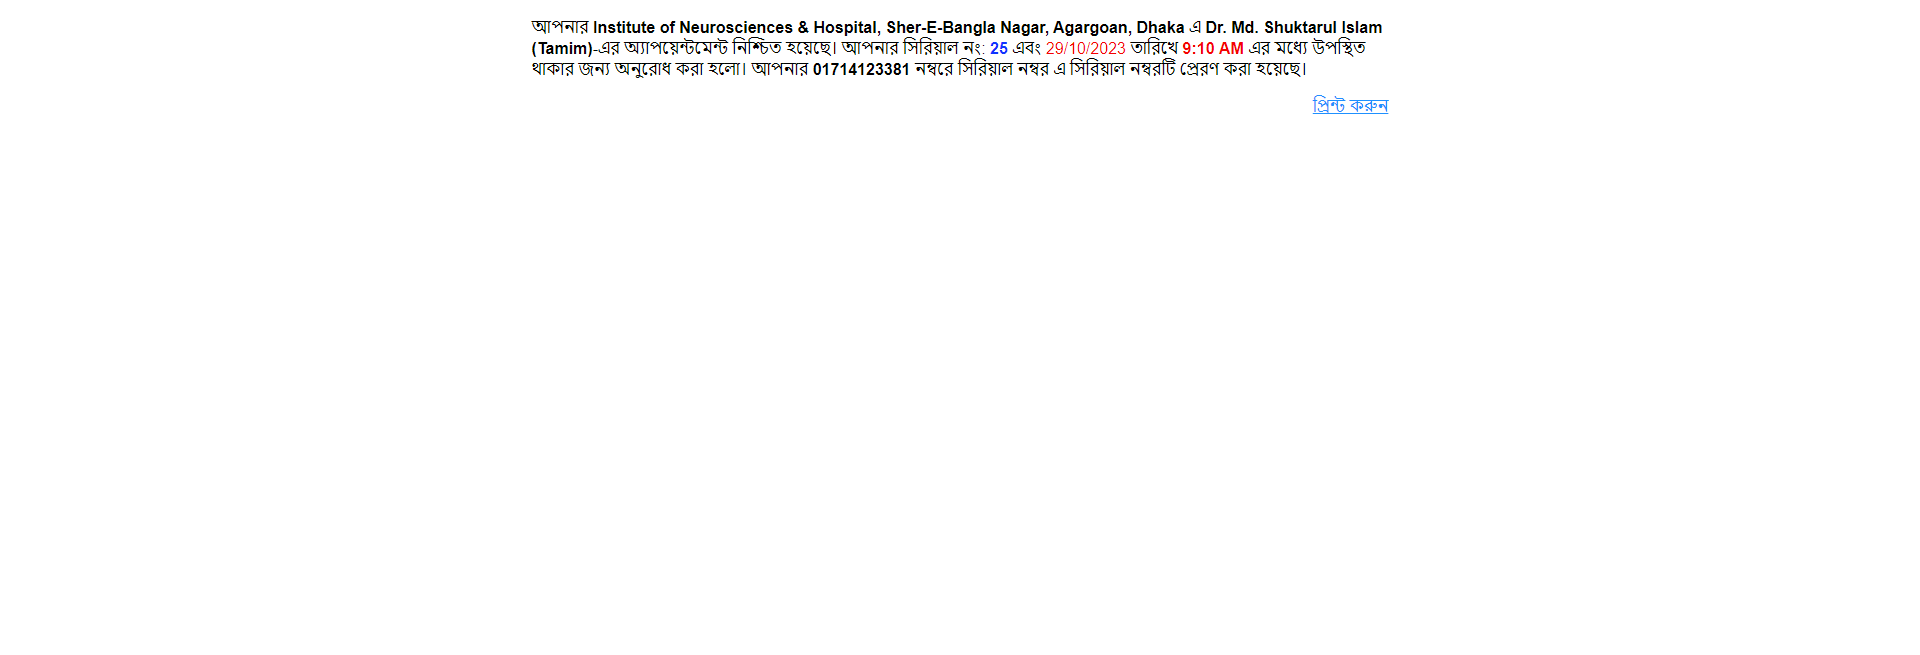 আপনার Institute of Neurosciences & Hospital, Sher-E-Bangla Nagar, Agargoan, Dhaka এ Dr. Md. Shuktarul Islam
(Tamim)-এর অ্যাপয়েন্টমেন্ট নিশ্চিত হয়েছে। আপনার সিরিয়াল নং: 25 এবং 29/10/2023 তারিখে 9:10 AM এর মধ্যে উপস্থিত
থাকার জন্য অনুরোধ করা হলো। আপনার 01714123381 নম্বরে সিরিয়াল নম্বর এ সিরিয়াল নম্বরটি প্রেরণ করা হয়েছে।
প্রিন্ট করুন